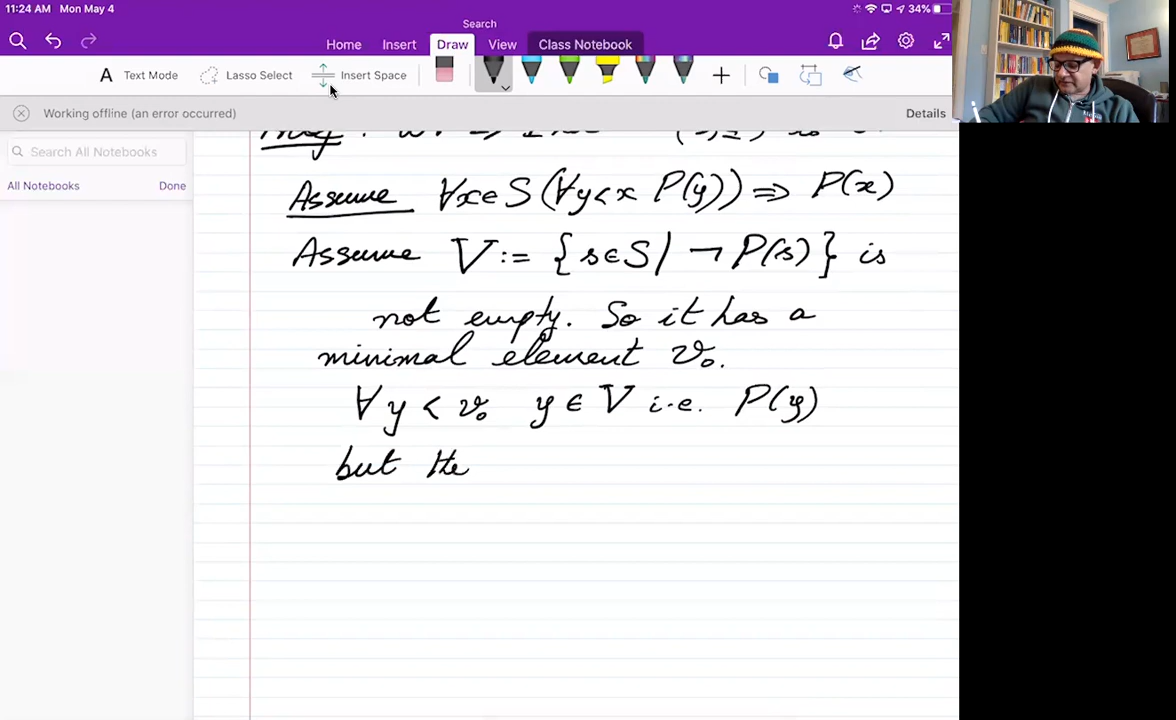 11:24 AM Mon May 4
34%
Search
Home Insert Draw View Class Notebook
A Text Mode Lasso Select Insert Space
Working offline (an error occurred) Details
Search All Notebooks
All Notebooks Done
Assume ∀x∈S (∀y<x P(y)) ⇒ P(x)
Assume V := {s∈S | ¬P(s)} is
not empty. So it has a
minimal element v₀.
∀y < v₀ y ∈ V i.e. P(y)
but the